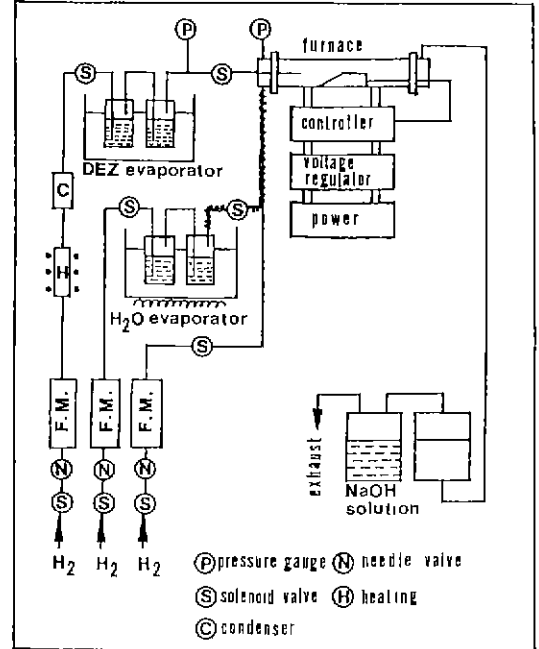 P P
furnace
S S
controller
DEZ evaporator
voltage
regulator
C
S S
power
H
H₂O evaporator
S
F.M. F.M. F.M.
exhaust
N N N
NaOH
solution
S S S
H₂ H₂ H₂
P pressure gauge N needle valve
S solenoid valve H heating
C condenser